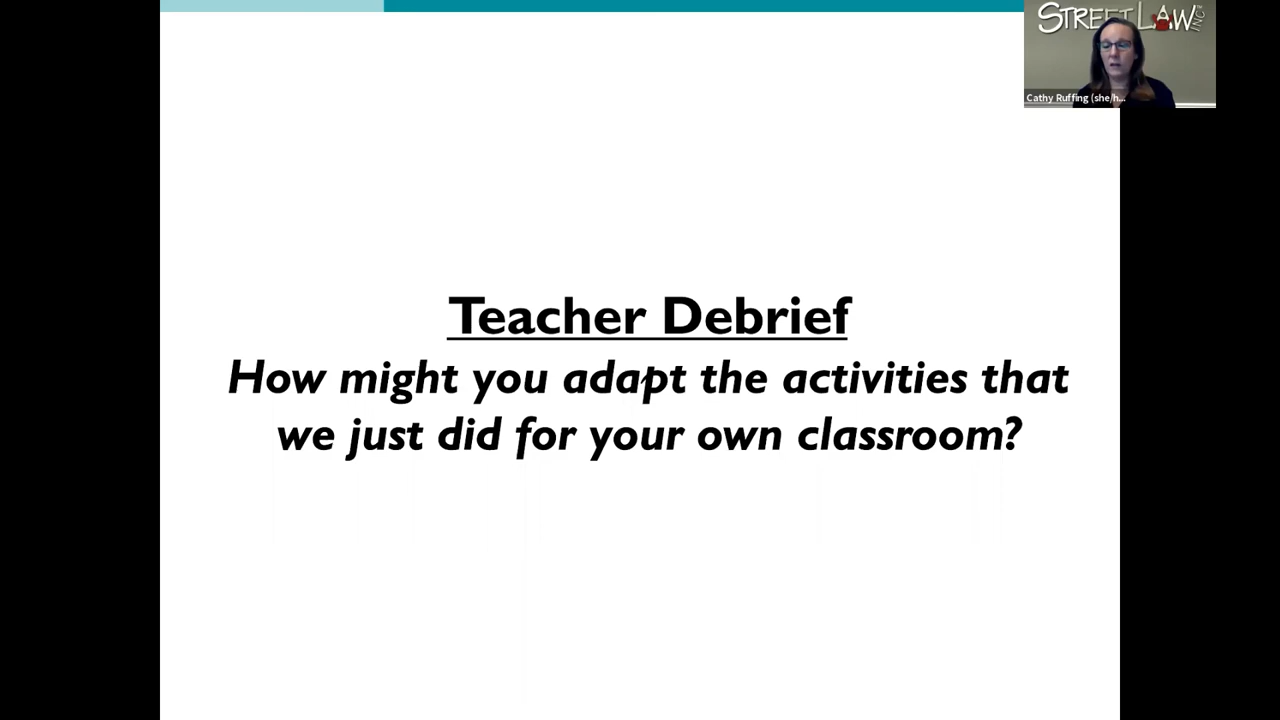 STREET LAW INC
Cathy Ruffing (she/h...
Teacher Debrief
How might you adapt the activities that
we just did for your own classroom?